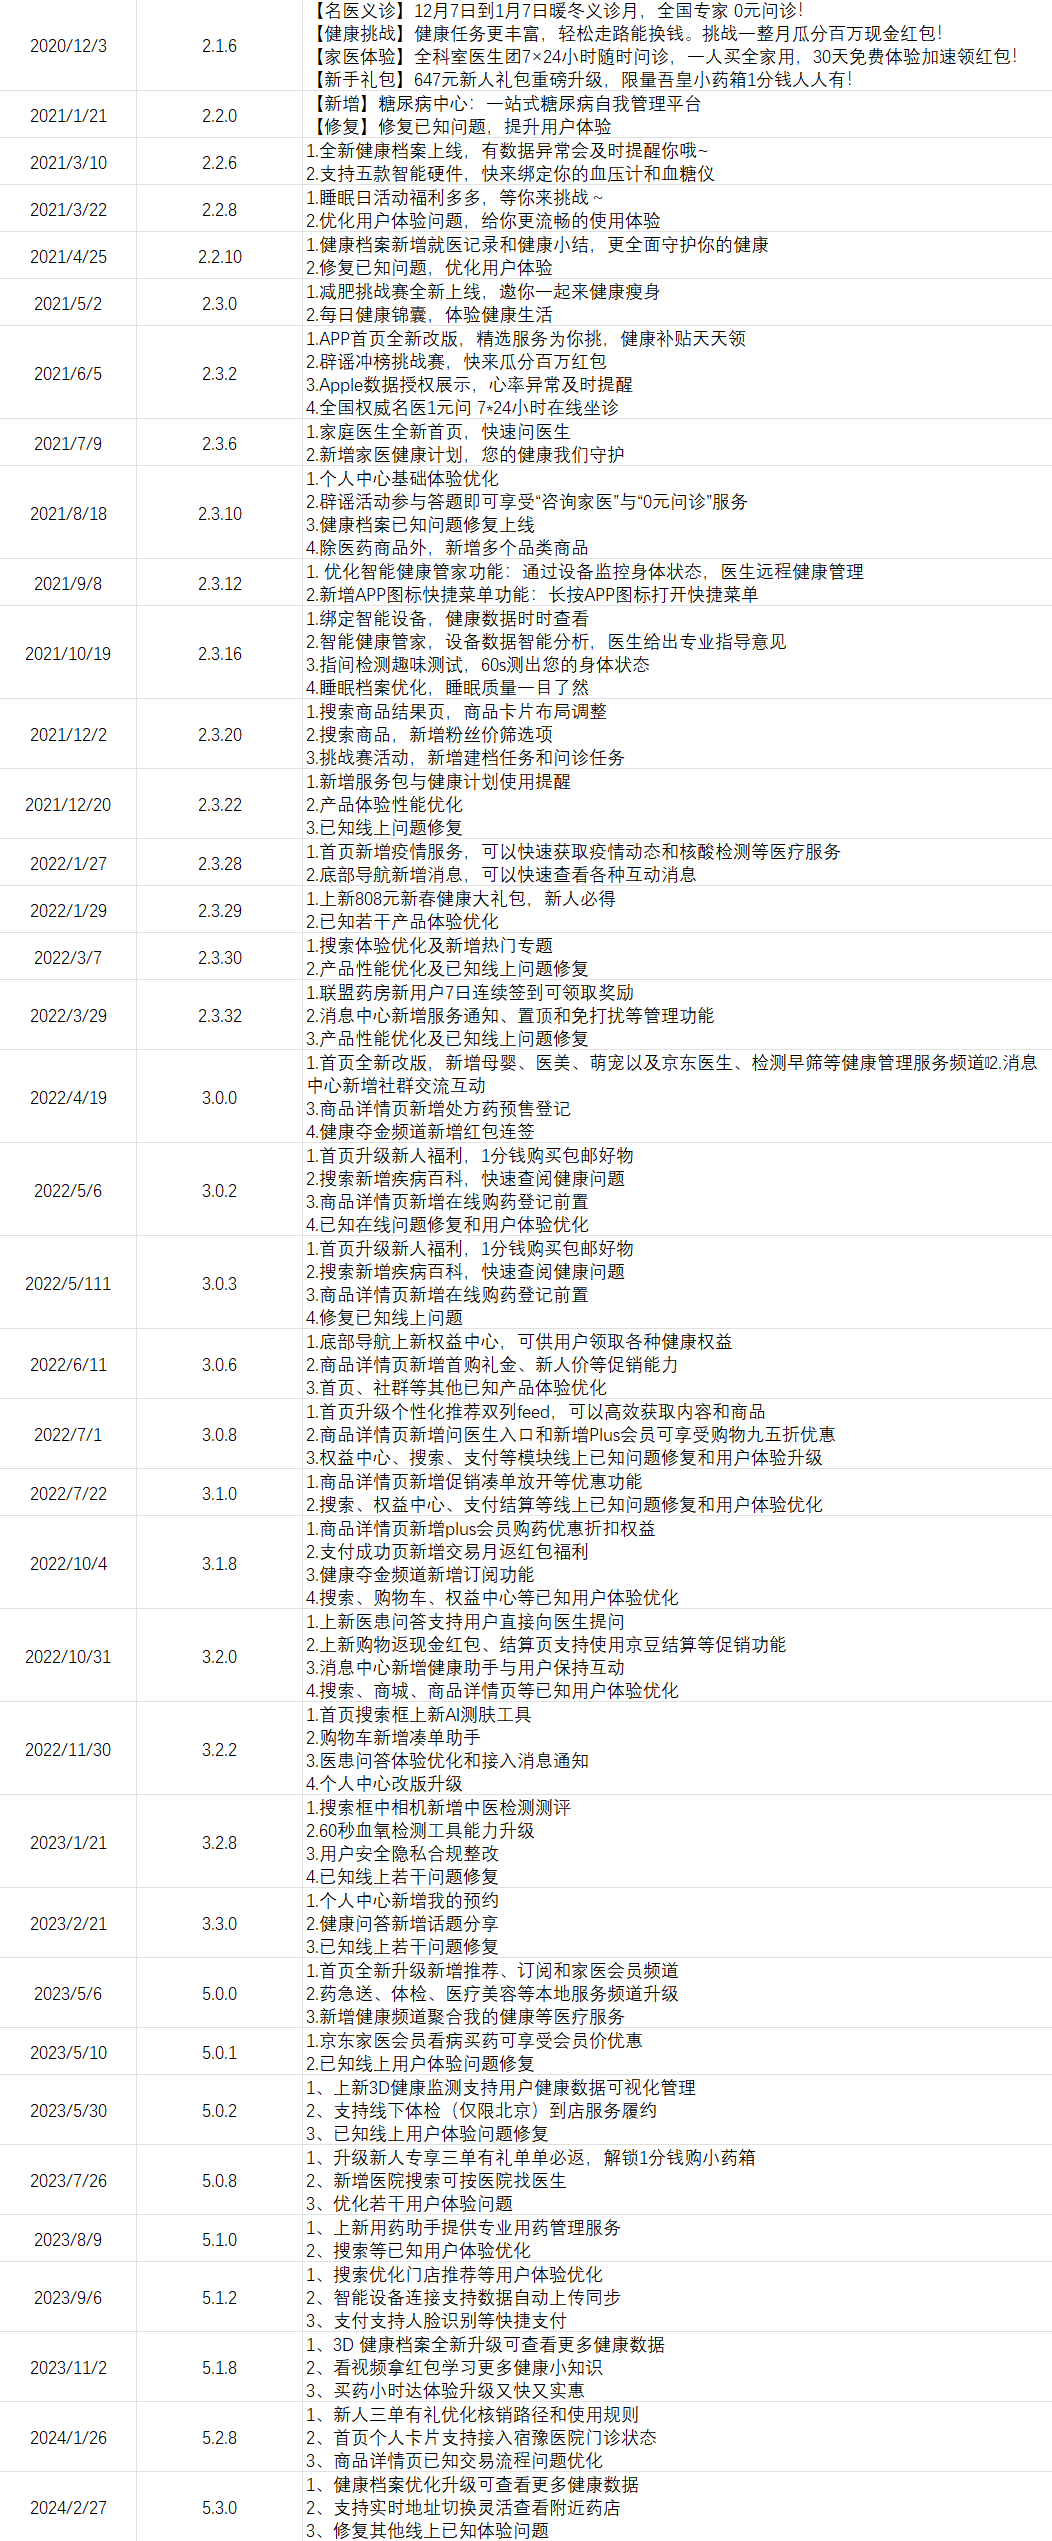 【名医义诊】12月7日到1月7日暖冬义诊月，全国专家 0元问诊！
2020/12/3
2.1.6
【健康挑战】健康任务更丰富，轻松走路能换钱。挑战一整月瓜分百万现金红包！
【家医体验】全科室医生团7×24小时随时问诊，一人买全家用，30天免费体验加速领红包！
【新手礼包】647元新人礼包重磅升级，限量吾皇小药箱1分钱人人有！
2021/1/21
2.2.0
【新增】糖尿病中心：一站式糖尿病自我管理平台
【修复】修复已知问题，提升用户体验
2021/3/10
2.2.6
1.全新健康档案上线，有数据异常会及时提醒你哦~
2.支持五款智能硬件，快来绑定你的血压计和血糖仪
2021/3/22
2.2.8
1.睡眠日活动福利多多，等你来挑战 ~
2.优化用户体验问题，给你更流畅的使用体验
2021/4/25
2.2.10
1.健康档案新增就医记录和健康小结，更全面守护你的健康
2.修复已知问题，优化用户体验
2021/5/2
2.3.0
1.减肥挑战赛全新上线，邀你一起来健康瘦身
2.每日健康锦囊，体验健康生活
2021/6/5
2.3.2
1.APP首页全新改版，精选服务为你挑，健康补贴天天领
2.辟谣冲榜挑战赛，快来瓜分百万红包
3.Apple数据授权展示，心率异常及时提醒
4.全国权威名医1元问 7*24小时在线坐诊
2021/7/9
2.3.6
1.家庭医生全新首页，快速问医生
2.新增家医健康计划，您的健康我们守护
2021/8/18
2.3.10
1.个人中心基础体验优化
2.辟谣活动参与答题即可享受“咨询家医”与“0元问诊”服务
3.健康档案已知问题修复上线
4.除医药商品外，新增多个品类商品
2021/9/8
2.3.12
1. 优化智能健康管家功能：通过设备监控身体状态，医生远程健康管理
2.新增APP图标快捷菜单功能：长按APP图标打开快捷菜单
2021/10/19
2.3.16
1.绑定智能设备，健康数据时时查看
2.智能健康管家，设备数据智能分析，医生给出专业指导意见
3.指间检测趣味测试，60s测出您的身体状态
4.睡眠档案优化，睡眠质量一目了然
2021/12/2
2.3.20
1.搜索商品结果页，商品卡片布局调整
2.搜索商品，新增粉丝价筛选项
3.挑战赛活动，新增建档任务和问诊任务
2021/12/20
2.3.22
1.新增服务包与健康计划使用提醒
2.产品体验性能优化
3.已知线上问题修复
2022/1/27
2.3.28
1.首页新增疫情服务，可以快速获取疫情动态和核酸检测等医疗服务
2.底部导航新增消息，可以快速查看各种互动消息
2022/1/29
2.3.29
1.上新808元新春健康大礼包，新人必得
2.已知若干产品体验优化
2022/3/7
2.3.30
1.搜索体验优化及新增热门专题
2.产品性能优化及已知线上问题修复
2022/3/29
2.3.32
1.联盟药房新用户7日连续签到可领取奖励
2.消息中心新增服务通知、置顶和免打扰等管理功能
3.产品性能优化及已知线上问题修复
2022/4/19
3.0.0
1.首页全新改版，新增母婴、医美、萌宠以及京东医生、检测早筛等健康管理服务频道2.消息
中心新增社群交流互动
3.商品详情页新增处方药预售登记
4.健康夺金频道新增红包连签
2022/5/6
3.0.2
1.首页升级新人福利，1分钱购买包邮好物
2.搜索新增疾病百科，快速查阅健康问题
3.商品详情页新增在线购药登记前置
4.已知在线问题修复和用户体验优化
2022/5/111
3.0.3
1.首页升级新人福利，1分钱购买包邮好物
2.搜索新增疾病百科，快速查阅健康问题
3.商品详情页新增在线购药登记前置
4.修复已知线上问题
2022/6/11
3.0.6
1.底部导航上新权益中心，可供用户领取各种健康权益
2.商品详情页新增首购礼金、新人价等促销能力
3.首页、社群等其他已知产品体验优化
2022/7/1
3.0.8
1.首页升级个性化推荐双列feed，可以高效获取内容和商品
2.商品详情页新增问医生入口和新增Plus会员可享受购物九五折优惠
3.权益中心、搜索、支付等模块线上已知问题修复和用户体验升级
2022/7/22
3.1.0
1.商品详情页新增促销凑单放开等优惠功能
2.搜索、权益中心、支付结算等线上已知问题修复和用户体验优化
2022/10/4
3.1.8
1.商品详情页新增plus会员购药优惠折扣权益
2.支付成功页新增交易月返红包福利
3.健康夺金频道新增订阅功能
4.搜索、购物车、权益中心等已知用户体验优化
2022/10/31
3.2.0
1.上新医患问答支持用户直接向医生提问
2.上新购物返现金红包、结算页支持使用京豆结算等促销功能
3.消息中心新增健康助手与用户保持互动
4.搜索、商城、商品详情页等已知用户体验优化
2022/11/30
3.2.2
1.首页搜索框上新AI测肤工具
2.购物车新增凑单助手
3.医患问答体验优化和接入消息通知
4.个人中心改版升级
2023/1/21
3.2.8
1.搜索框中相机新增中医检测测评
2.60秒血氧检测工具能力升级
3.用户安全隐私合规整改
4.已知线上若干问题修复
2023/2/21
3.3.0
1.个人中心新增我的预约
2.健康问答新增话题分享
3.已知线上若干问题修复
2023/5/6
5.0.0
1.首页全新升级新增推荐、订阅和家医会员频道
2.药急送、体检、医疗美容等本地服务频道升级
3.新增健康频道聚合我的健康等医疗服务
2023/5/10
5.0.1
1.京东家医会员看病买药可享受会员价优惠
2.已知线上用户体验问题修复
2023/5/30
5.0.2
1、上新3D健康监测支持用户健康数据可视化管理
2、支持线下体检（仅限北京）到店服务履约
3、已知线上用户体验问题修复
2023/7/26
5.0.8
1、升级新人专享三单有礼单单必返，解锁1分钱购小药箱
2、新增医院搜索可按医院找医生
3、优化若干用户体验问题
2023/8/9
5.1.0
1、上新用药助手提供专业用药管理服务
2、搜索等已知用户体验优化
2023/9/6
5.1.2
1、搜索优化门店推荐等用户体验优化
2、智能设备连接支持数据自动上传同步
3、支付支持人脸识别等快捷支付
2023/11/2
5.1.8
1、3D 健康档案全新升级可查看更多健康数据
2、看视频拿红包学习更多健康小知识
3、买药小时达体验升级又快又实惠
2024/1/26
5.2.8
1、新人三单有礼优化核销路径和使用规则
2、首页个人卡片支持接入宿豫医院门诊状态
3、商品详情页已知交易流程问题优化
2024/2/27
5.3.0
1、健康档案优化升级可查看更多健康数据
2、支持实时地址切换灵活查看附近药店
3、修复其他线上已知体验问题